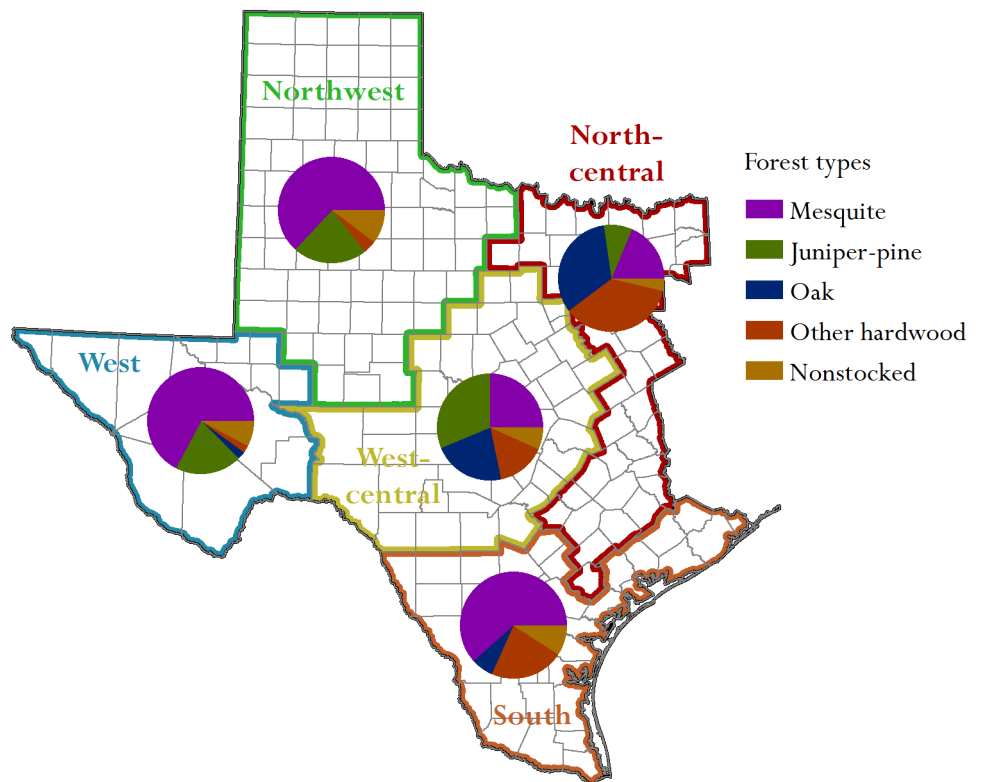 Northwest
North-
central
Forest types
Mesquite
Juniper-pine
Oak
Other hardwood
Nonstocked
West
West-
central
South